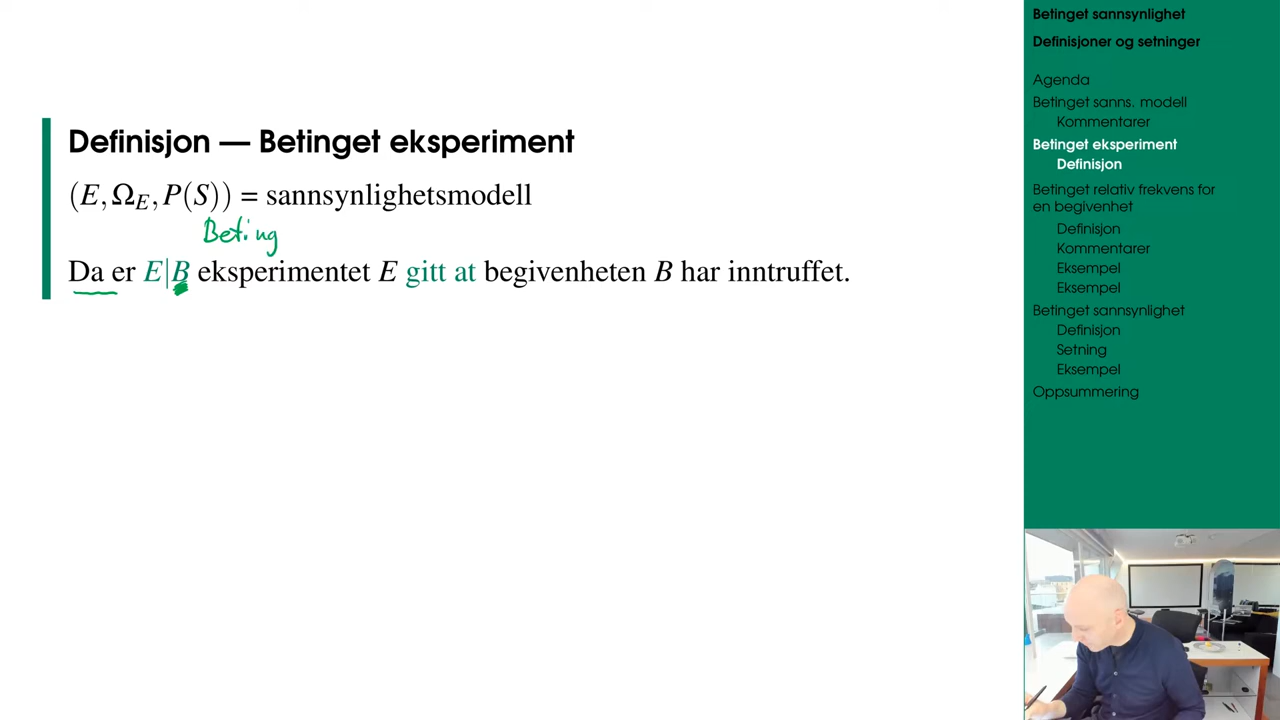 Definisjon — Betinget eksperiment
(E, Ω_E, P(S)) = sannsynlighetsmodell
Beting
Da er E|B eksperimentet E gitt at begivenheten B har inntruffet.
Betinget sannsynlighet
Definisjoner og setninger
Agenda
Betinget sanns. modell
Kommentarer
Betinget eksperiment
Definisjon
Betinget relativ frekvens for
en begivenhet
Definisjon
Kommentarer
Eksempel
Eksempel
Betinget sannsynlighet
Definisjon
Setning
Eksempel
Oppsummering